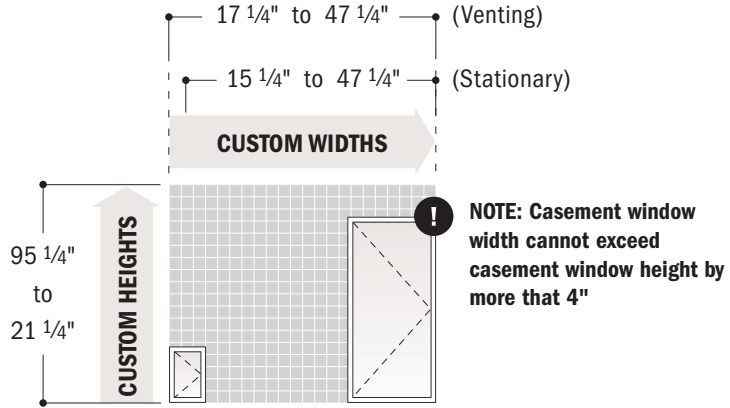 17 1/4" to 47 1/4" (Venting)
15 1/4" to 47 1/4" (Stationary)
CUSTOM WIDTHS
95 1/4"
to
21 1/4"
CUSTOM HEIGHTS
!
NOTE: Casement window
width cannot exceed
casement window height by
more that 4"